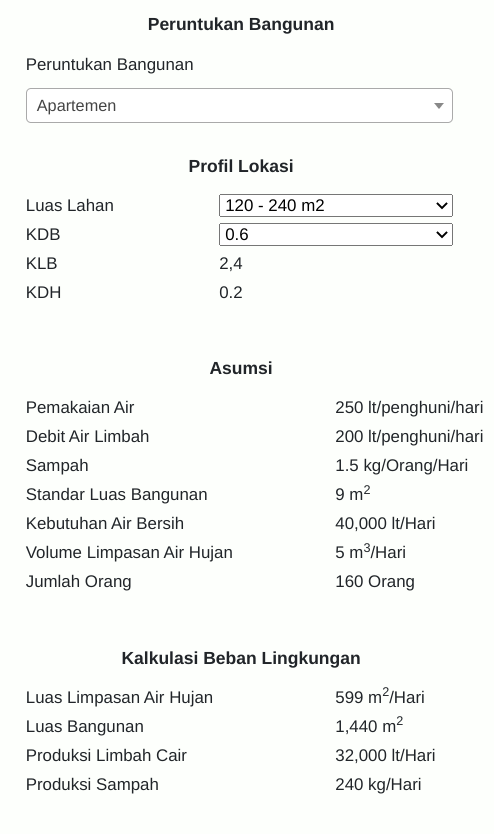 Peruntukan Bangunan
Peruntukan Bangunan
Apartemen
Profil Lokasi
Luas Lahan 120 - 240 m2
KDB 0.6
KLB 2,4
KDH 0.2
Asumsi
Pemakaian Air 250 lt/penghuni/hari
Debit Air Limbah 200 lt/penghuni/hari
Sampah 1.5 kg/Orang/Hari
Standar Luas Bangunan 9 m²
Kebutuhan Air Bersih 40,000 lt/Hari
Volume Limpasan Air Hujan 5 m³/Hari
Jumlah Orang 160 Orang
Kalkulasi Beban Lingkungan
Luas Limpasan Air Hujan 599 m²/Hari
Luas Bangunan 1,440 m²
Produksi Limbah Cair 32,000 lt/Hari
Produksi Sampah 240 kg/Hari